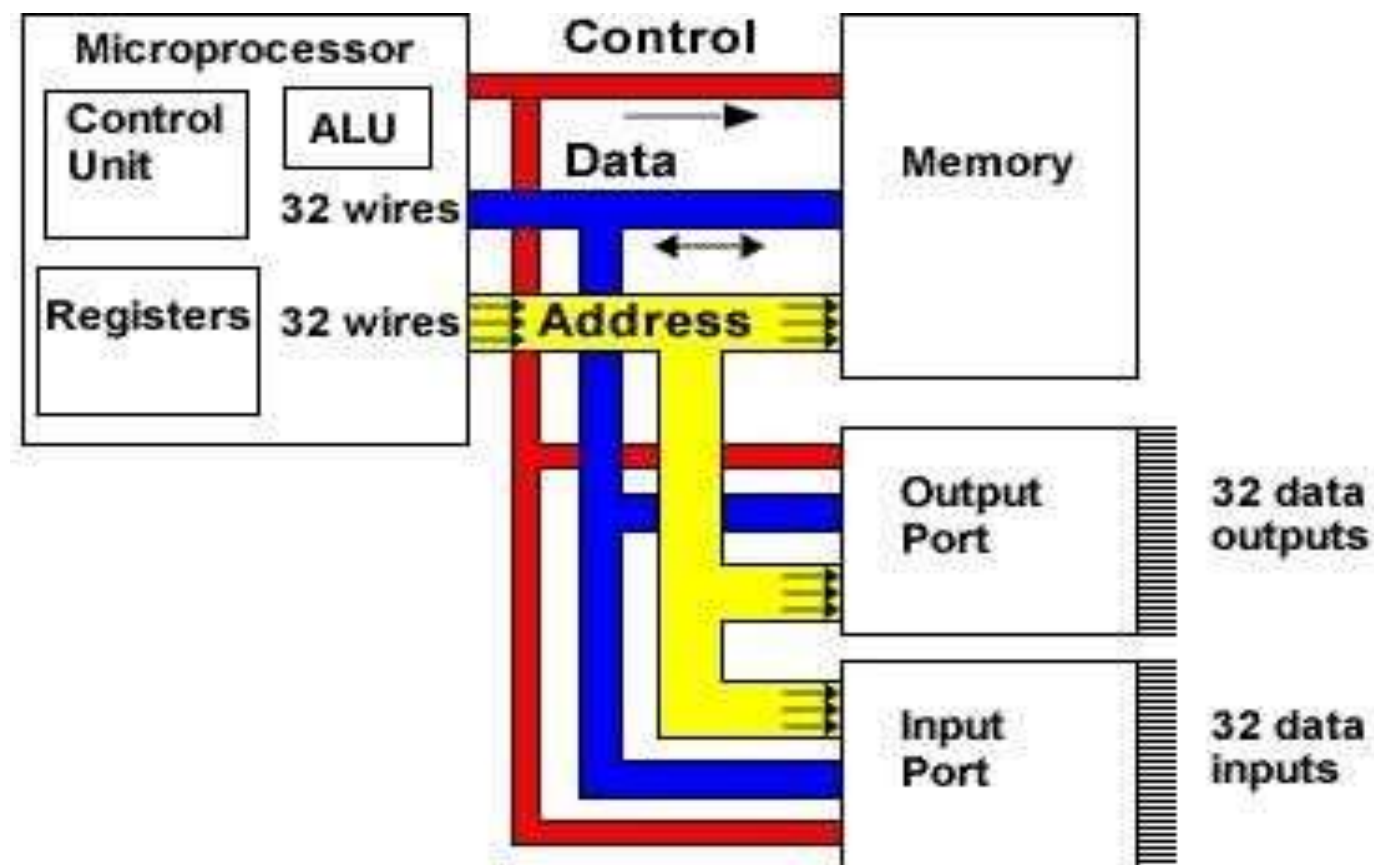 Microprocessor
Control
Unit
ALU
32 wires
Registers
32 wires
Control
Data
Address
Memory
Output
Port
32 data
outputs
Input
Port
32 data
inputs